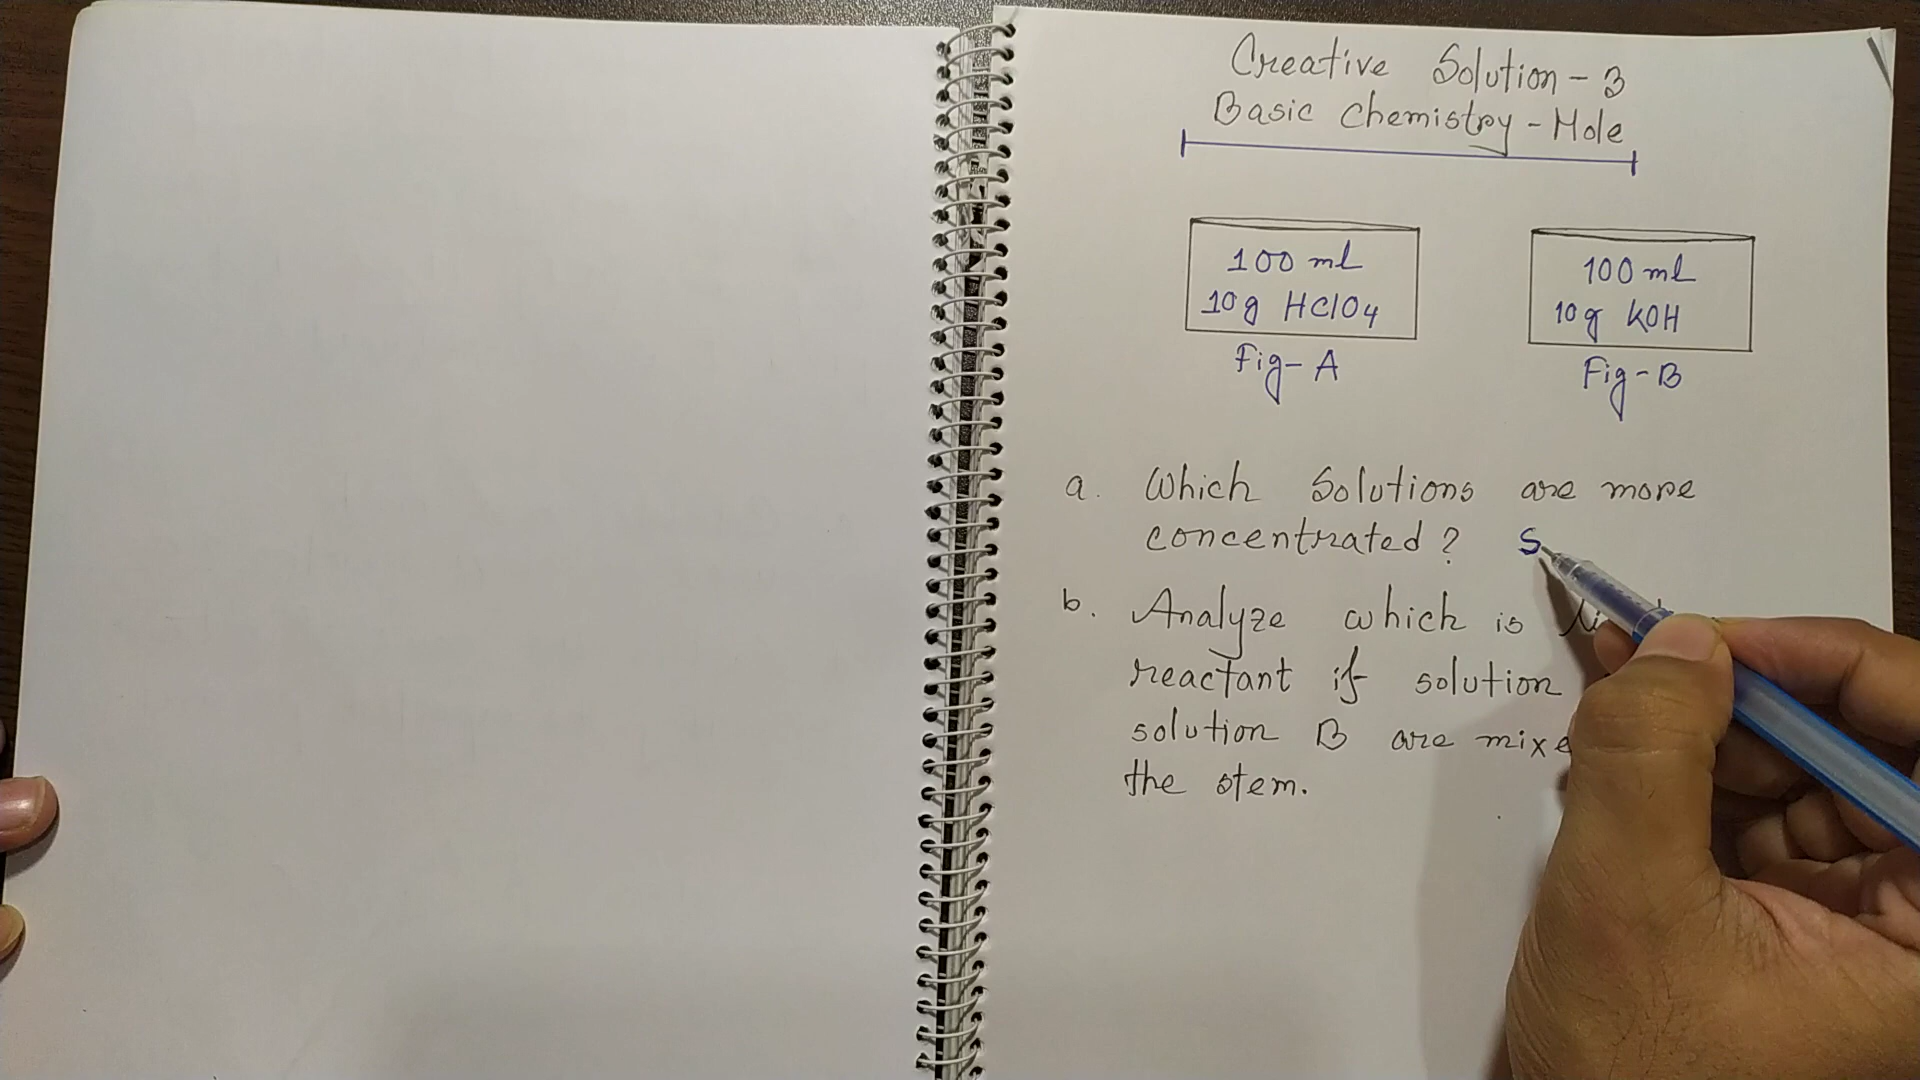 Creative Solution - 3
Basic Chemistry - Mole
100 ml
10g HClO4
Fig- A
100 ml
10g KOH
Fig- B
a. Which Solutions are more
concentrated? S
b. Analyze which is
reactant if solution
solution B are
the stem.